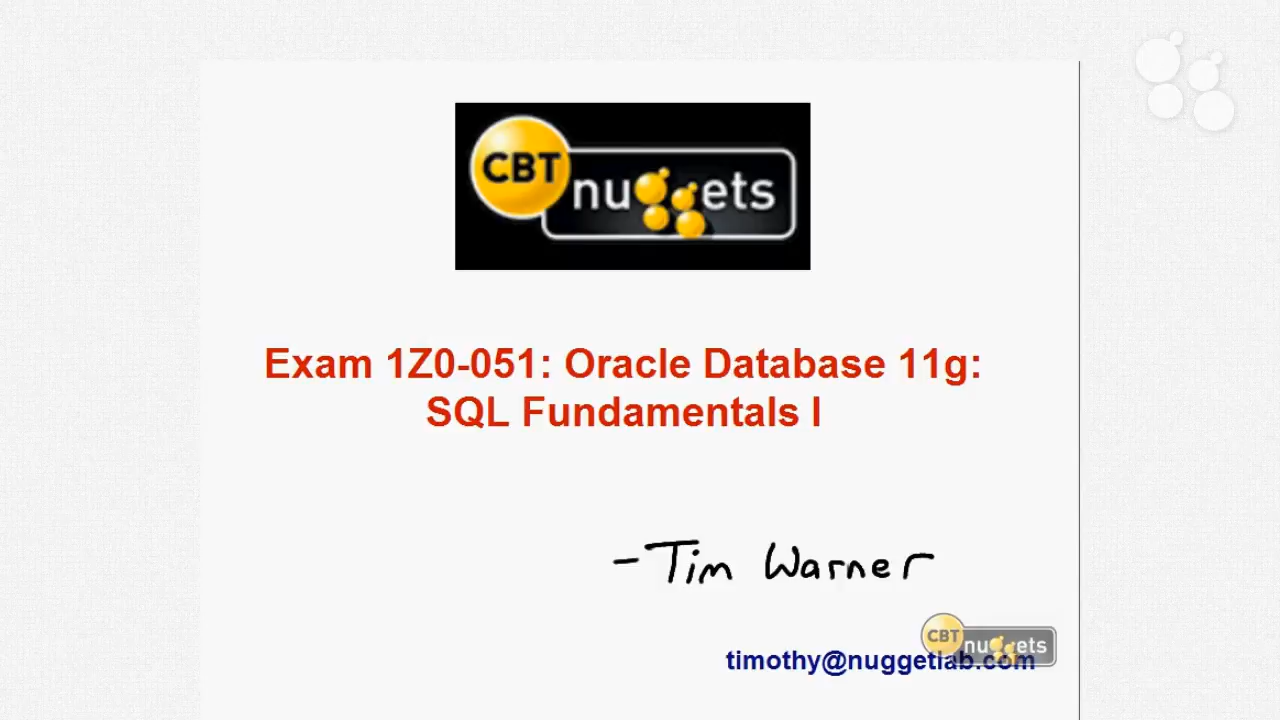 CBT nuggets
Exam 1Z0-051: Oracle Database 11g:
SQL Fundamentals I
-Tim Warner
CBT nuggets
timothy@nuggetlab.com